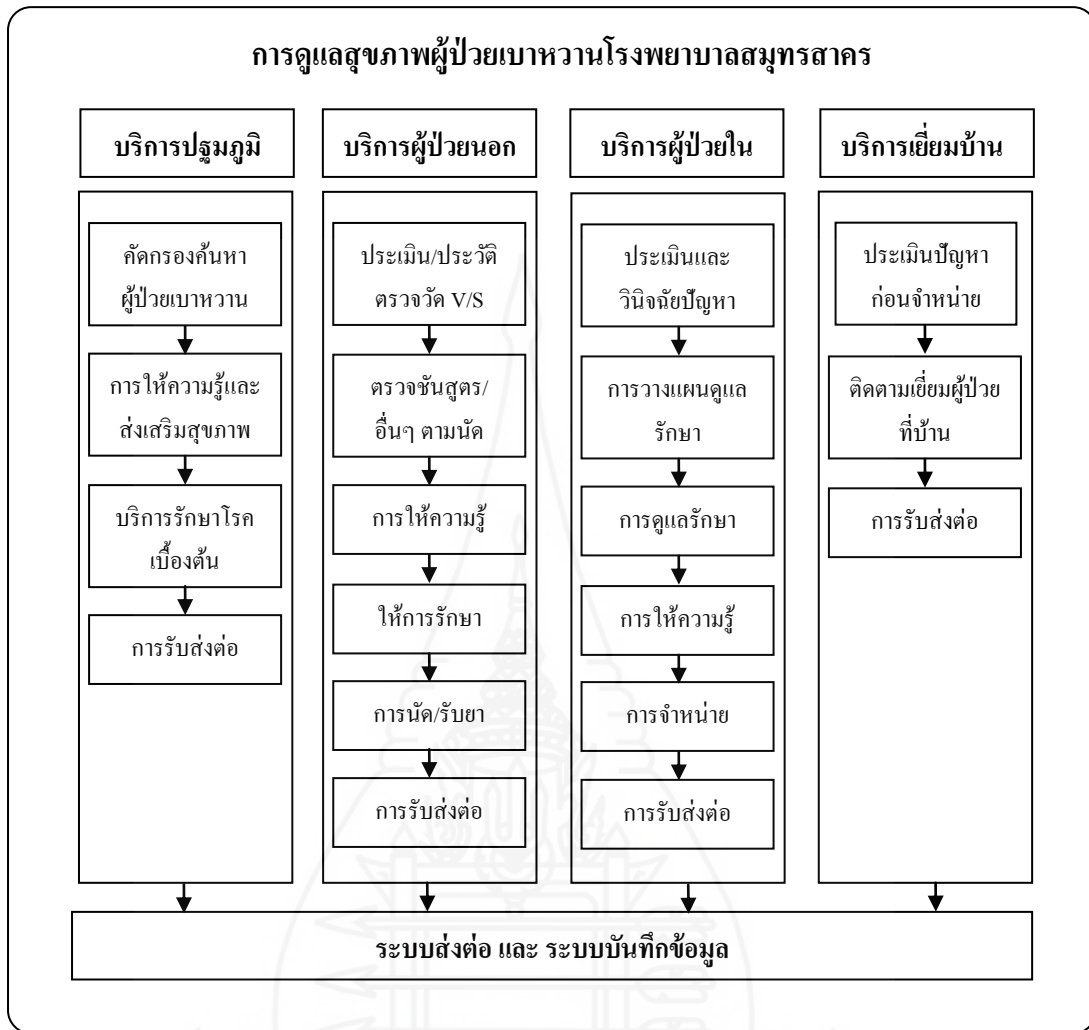 การดูแลสุขภาพผู้ป่วยเบาหวานโรงพยาบาลสมุทรสาคร
บริการปฐมภูมิ
คัดกรองค้นหา
ผู้ป่วยเบาหวาน
การให้ความรู้และ
ส่งเสริมสุขภาพ
บริการรักษาโรค
เบื้องต้น
การรับส่งต่อ
บริการผู้ป่วยนอก
ประเมิน/ประวัติ
ตรวจวัด V/S
ตรวจชันสูตร/
อื่นๆ ตามนัด
การให้ความรู้
ให้การรักษา
การนัด/รับยา
การรับส่งต่อ
บริการผู้ป่วยใน
ประเมินและ
วินิจฉัยปัญหา
การวางแผนดูแล
รักษา
การดูแลรักษา
การให้ความรู้
การจำหน่าย
การรับส่งต่อ
บริการเยี่ยมบ้าน
ประเมินปัญหา
ก่อนจำหน่าย
ติดตามเยี่ยมผู้ป่วย
ที่บ้าน
การรับส่งต่อ
ระบบส่งต่อ และ ระบบบันทึกข้อมูล